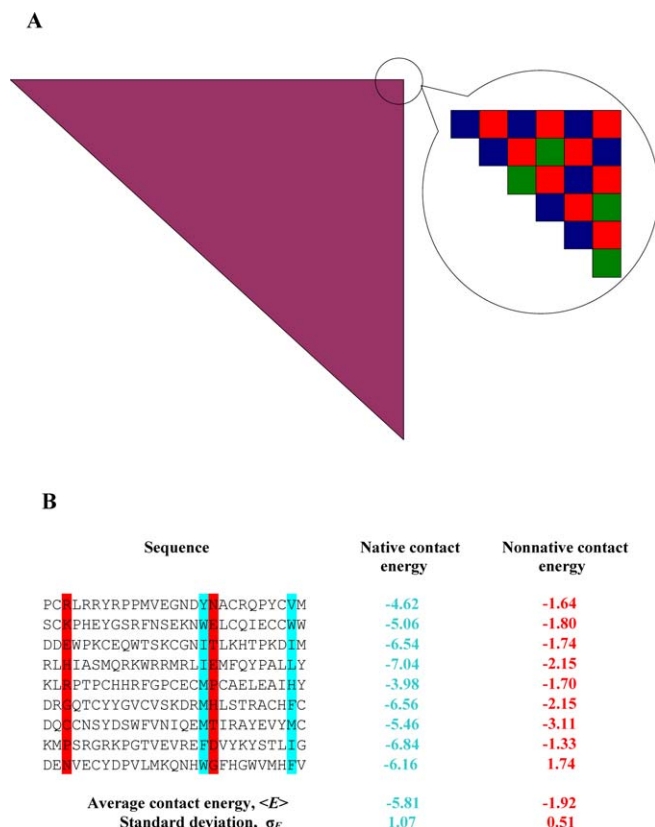 A
B
Sequence
Native contact energy
Nonnative contact energy
PCRLRRYRPPMVEGNDYNACRQPYCVM -4.62 -1.64
SCKPHEYGSRFNSEKNWELCQIECCWW -5.06 -1.80
DDEWPKCEQWTSKCGNITLKHTPKDIM -6.54 -1.74
RLHIASMQRKWRRMRLIEMFQYPALLY -7.04 -2.15
KLRPTPCHHRFGPCECMPCAELEAIHY -3.98 -1.70
DRGQTCYYGVCVSKDRMHLSTRACHFC -6.56 -2.15
DQCCNSYDSWFVNIQEMTIRAYEVYMC -5.46 -3.11
KMPSRGRKPGTVEVREFDVYKYSTLIG -6.84 -1.33
DENVECYDPVLMKQNHWGFHGWVMHFV -6.16 1.74
Average contact energy, <E> -5.81 -1.92
Standard deviation, σE 1.07 0.51